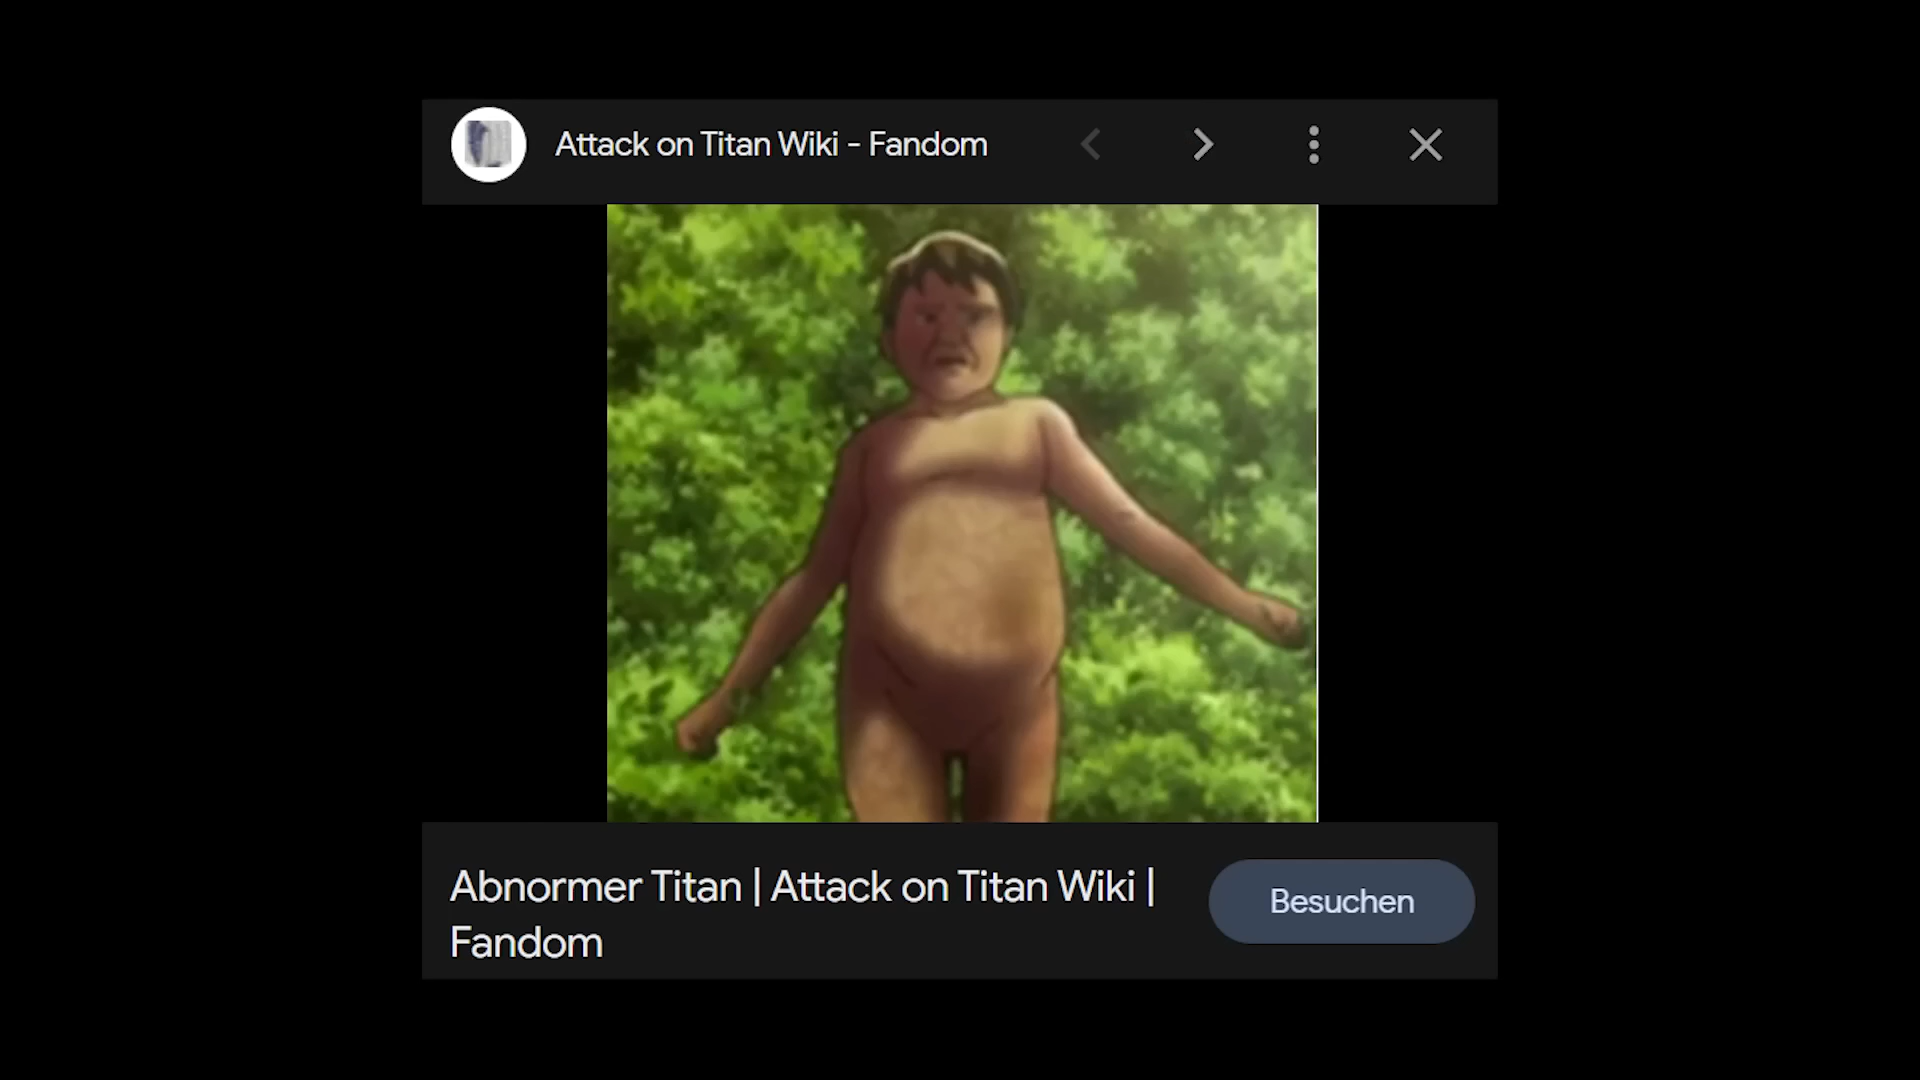 Attack on Titan Wiki - Fandom
Abnormer Titan | Attack on Titan Wiki |
Fandom
Besuchen